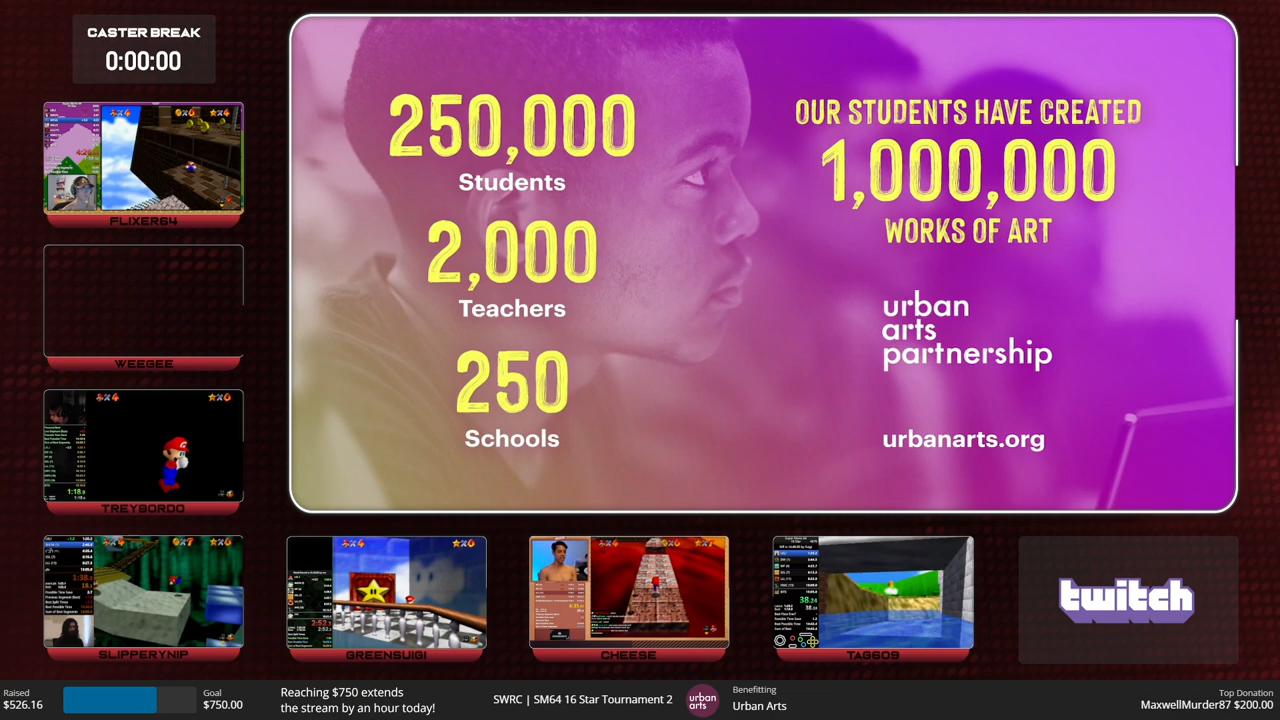 CASTER BREAK
0:00:00
FLIXER64
WEEGEE
TREY80RDO
SLIPPERYNIP
GREENSUIGI
CHEESE
TAG609
250,000
Students
2,000
Teachers
250
Schools
OUR STUDENTS HAVE CREATED
1,000,000
WORKS OF ART
urban
arts
partnership
urbanarts.org
twitch
Raised
$526.16
Goal
$750.00
Reaching $750 extends
the stream by an hour today!
SWRC | SM64 16 Star Tournament 2
urban
arts
Benefitting
Urban Arts
Top Donation
MaxwellMurder87 $200.00